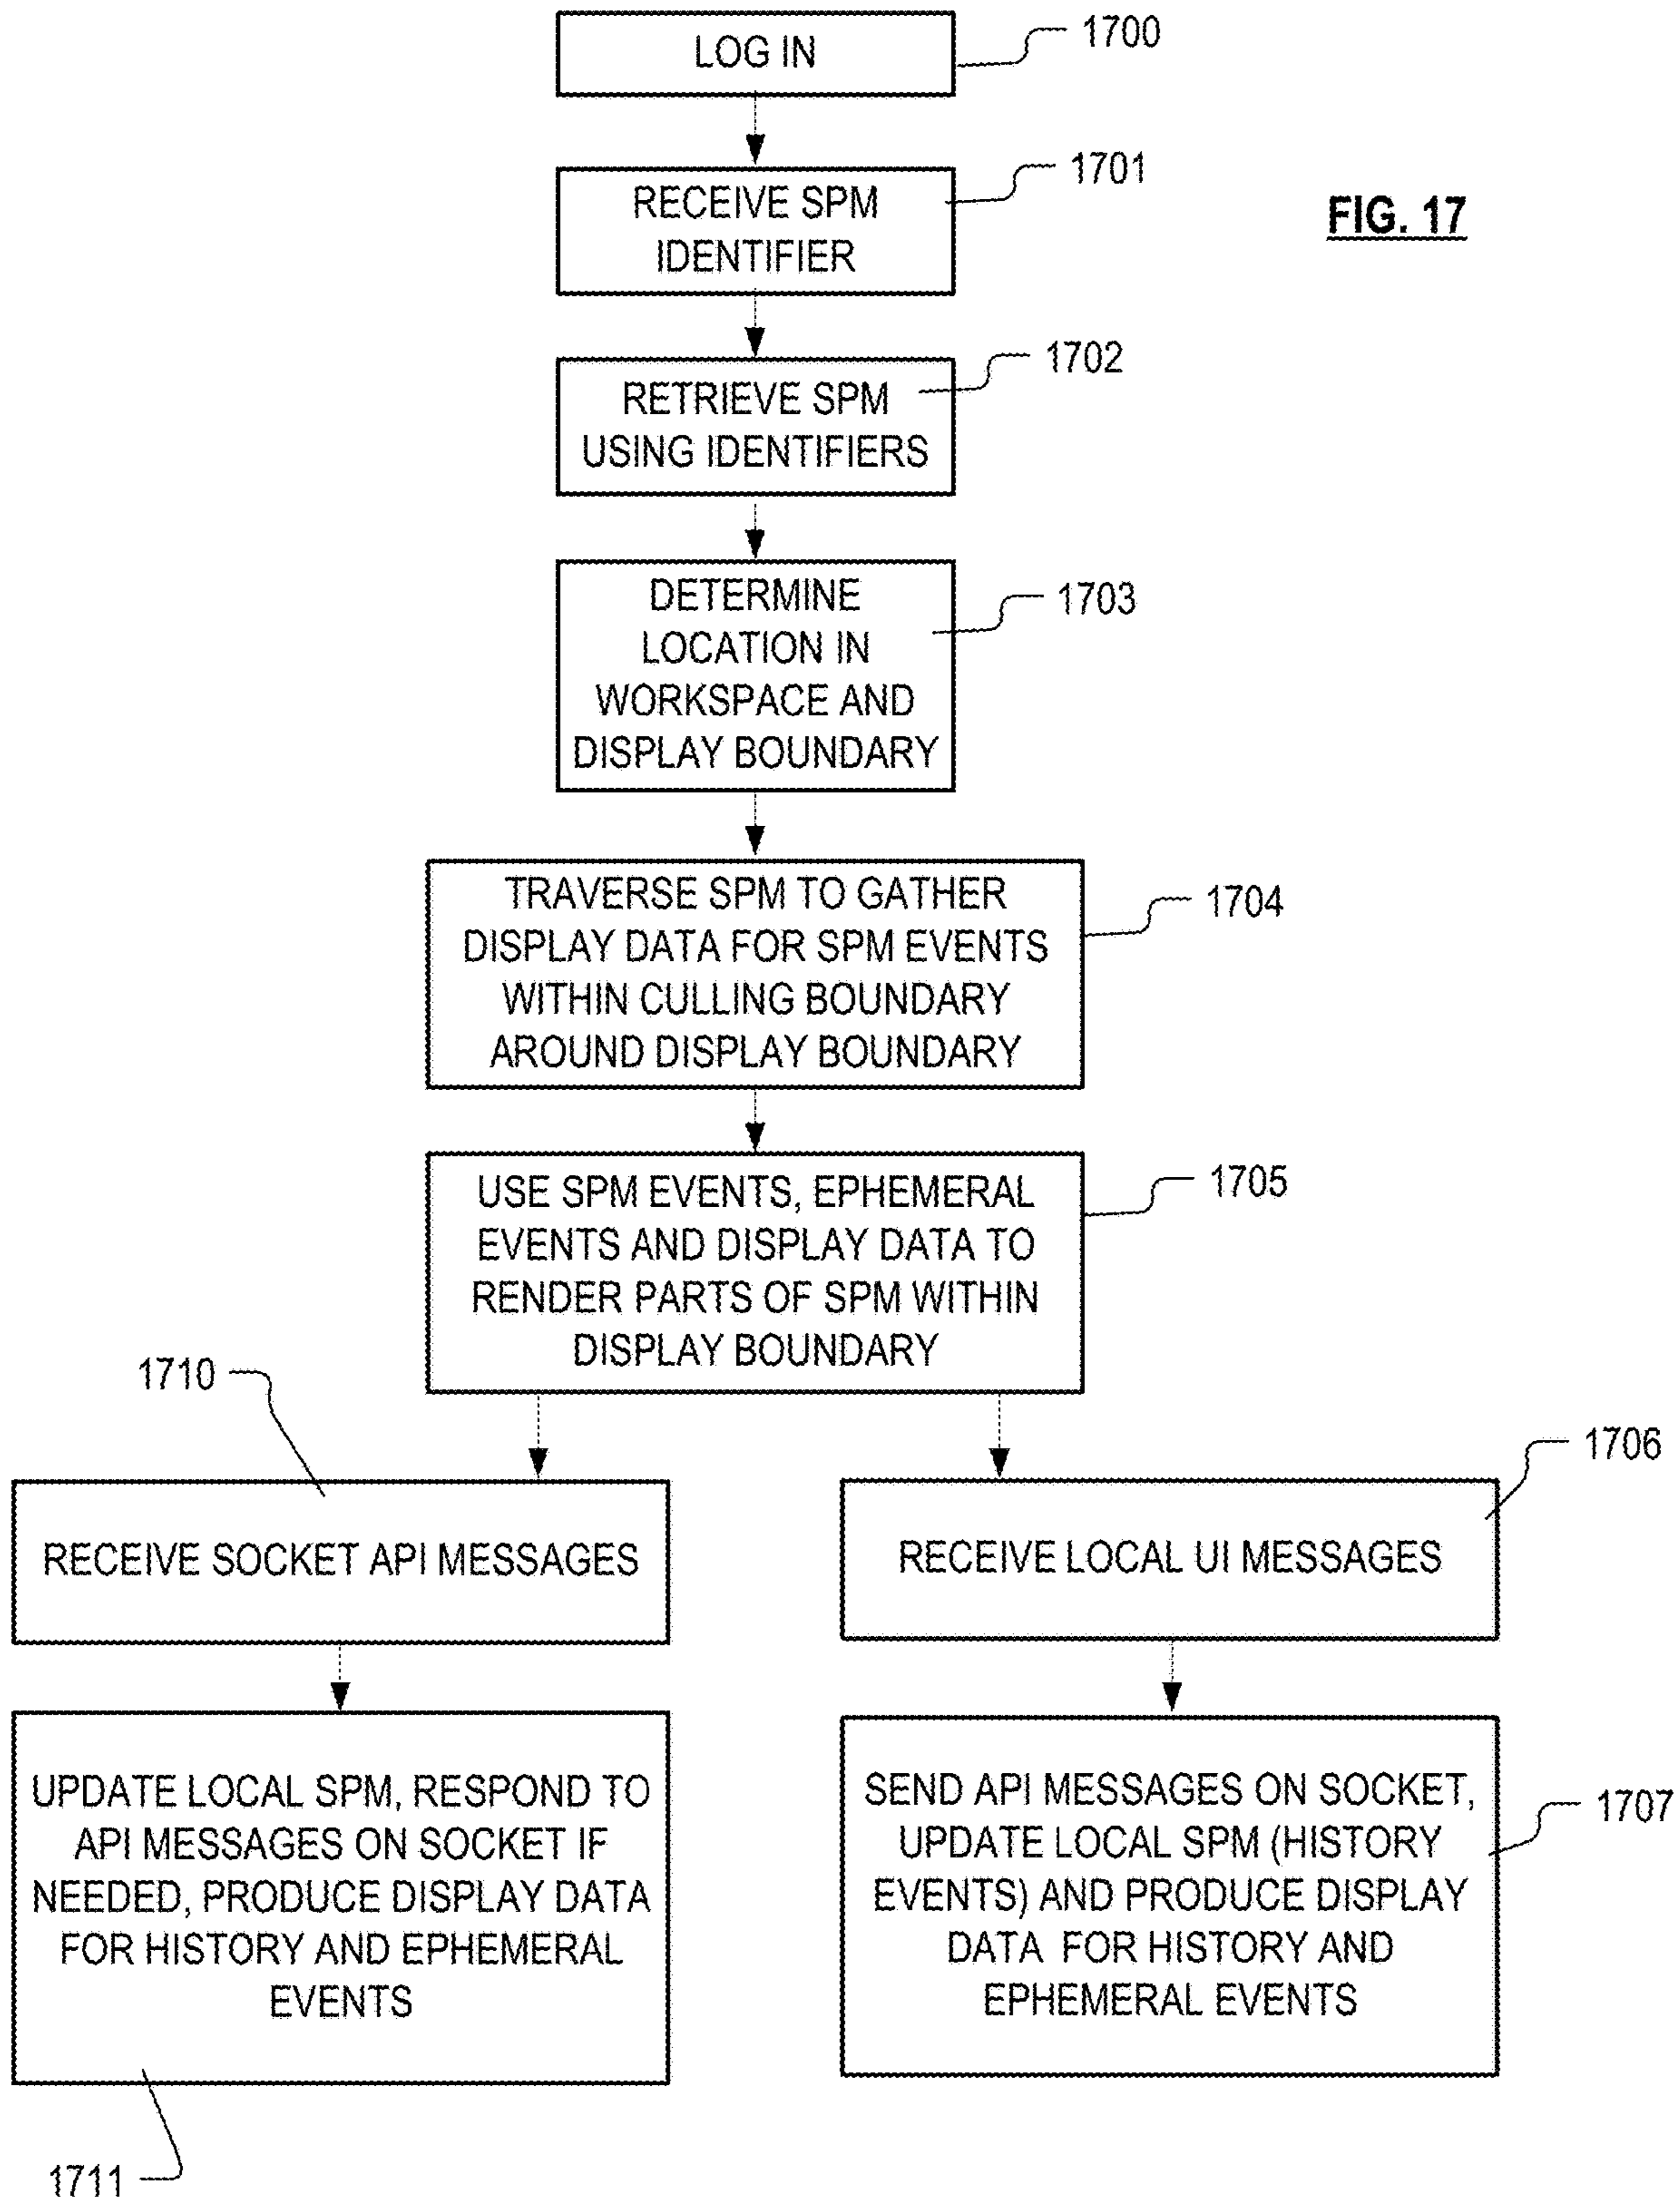 LOG IN
1700
RECEIVE SPM
IDENTIFIER
1701
FIG. 17
RETRIEVE SPM
USING IDENTIFIERS
1702
DETERMINE
LOCATION IN
WORKSPACE AND
DISPLAY BOUNDARY
1703
TRAVERSE SPM TO GATHER
DISPLAY DATA FOR SPM EVENTS
WITHIN CULLING BOUNDARY
AROUND DISPLAY BOUNDARY
1704
USE SPM EVENTS, EPHEMERAL
EVENTS AND DISPLAY DATA TO
RENDER PARTS OF SPM WITHIN
DISPLAY BOUNDARY
1705
1710
RECEIVE SOCKET API MESSAGES
1706
RECEIVE LOCAL UI MESSAGES
UPDATE LOCAL SPM, RESPOND TO
API MESSAGES ON SOCKET IF
NEEDED, PRODUCE DISPLAY DATA
FOR HISTORY AND EPHEMERAL
EVENTS
1711
SEND API MESSAGES ON SOCKET,
UPDATE LOCAL SPM (HISTORY
EVENTS) AND PRODUCE DISPLAY
DATA FOR HISTORY AND
EPHEMERAL EVENTS
1707